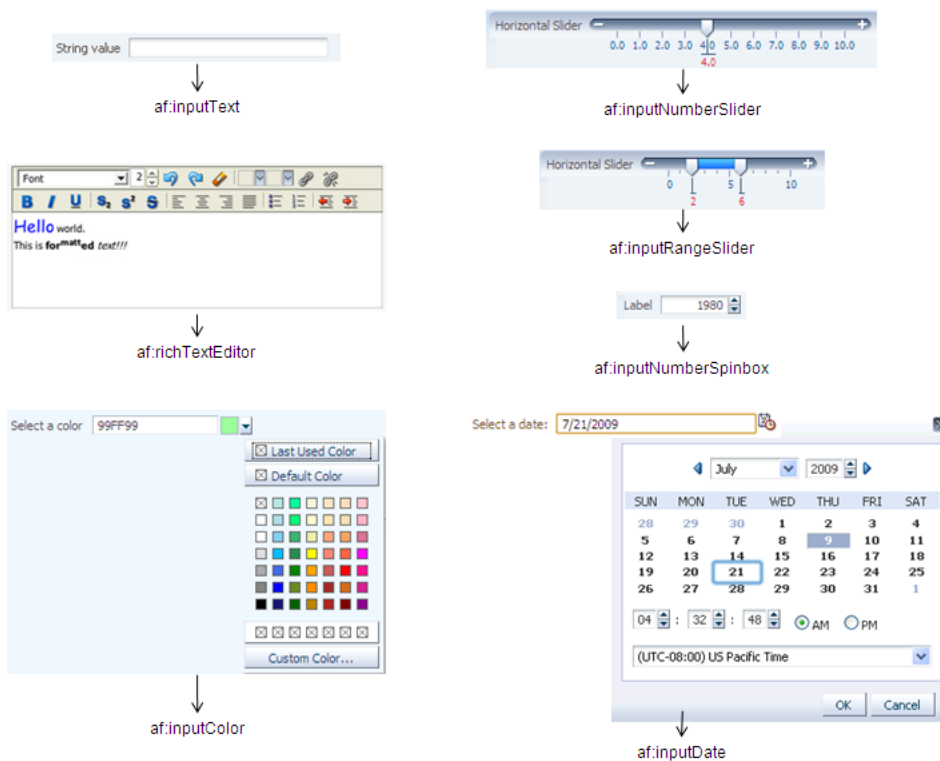 String value
af:inputText
Horizontal Slider
0.0 1.0 2.0 3.0 4.0 5.0 6.0 7.0 8.0 9.0 10.0
4.0
af:inputNumberSlider
Font 2
B I U S2 S2 S
Hello world.
This is formatted text!!!
af:richTextEditor
Horizontal Slider
0 5 10
2 6
af:inputRangeSlider
Label 1980
af:inputNumberSpinbox
Select a color 99FF99
Last Used Color
Default Color
Custom Color...
af:inputColor
Select a date: 7/21/2009
July 2009
SUN MON TUE WED THU FRI SAT
28 29 30 1 2 3 4
5 6 7 8 9 10 11
12 13 14 15 16 17 18
19 20 21 22 23 24 25
26 27 28 29 30 31 1
04 : 32 : 48 AM PM
(UTC-08:00) US Pacific Time
OK Cancel
af:inputDate